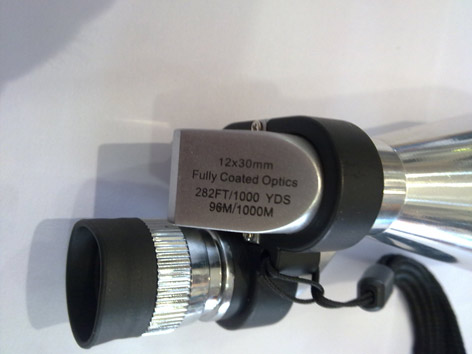 12x30mm
Fully Coated Optics
282FT/1000 YDS
96M/1000M